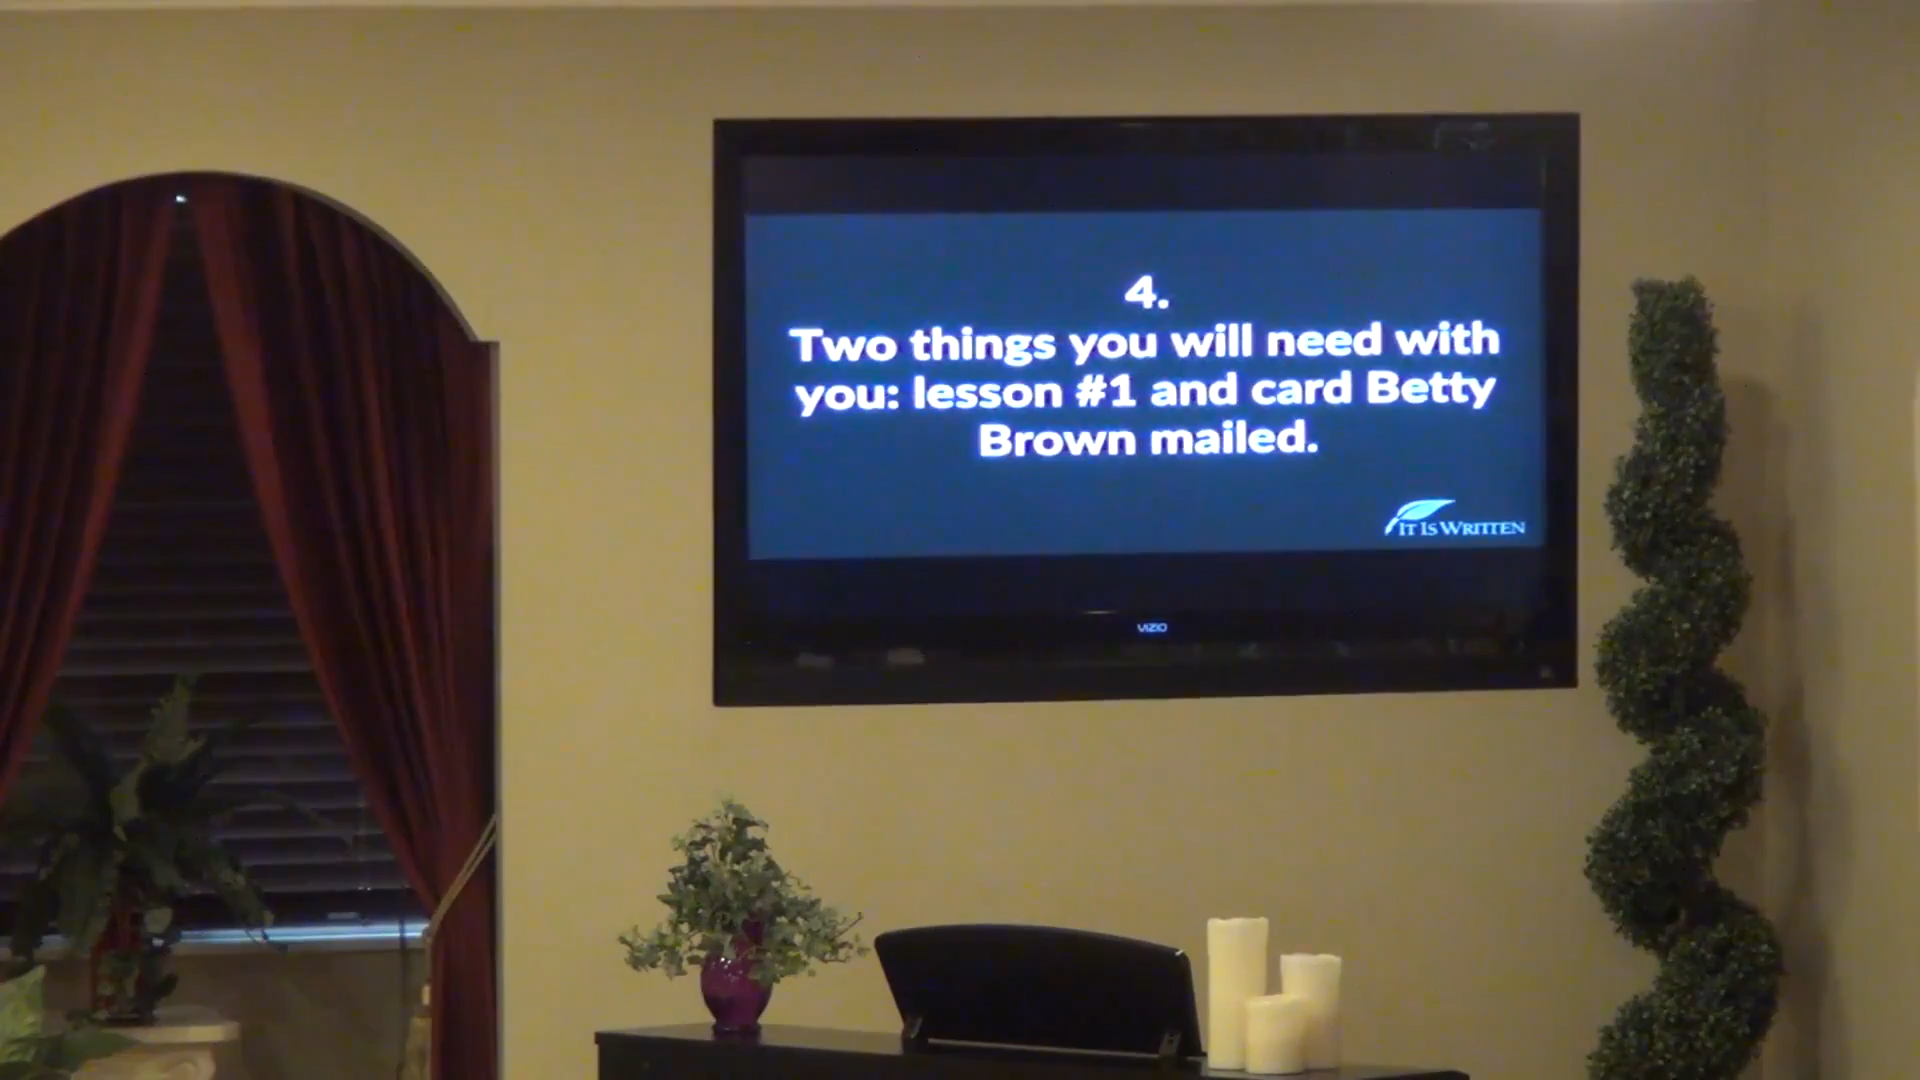 4.
Two things you will need with
you: lesson #1 and card Betty
Brown mailed.
IT IS WRITTEN
VIZIO